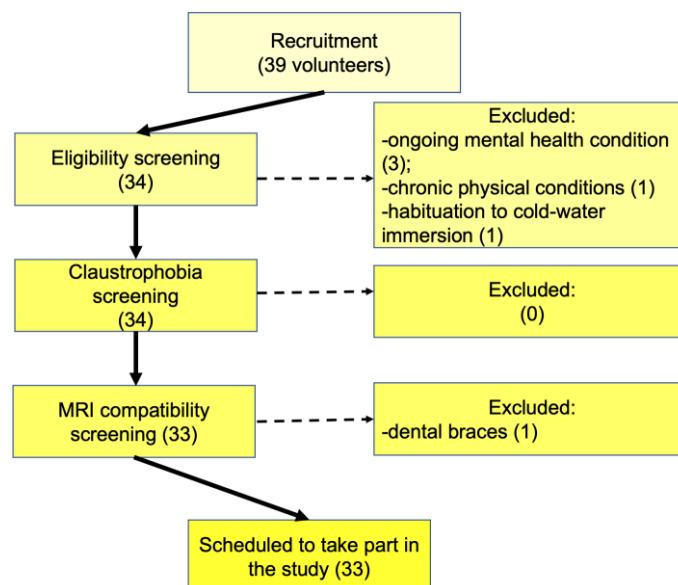 Recruitment
(39 volunteers)
Excluded:
-ongoing mental health condition
(3);
-chronic physical conditions (1)
-habituation to cold-water
immersion (1)
Eligibility screening
(34)
Claustrophobia
screening
(34)
Excluded:
(0)
MRI compatibility
screening (33)
Excluded:
-dental braces (1)
Scheduled to take part in
the study (33)